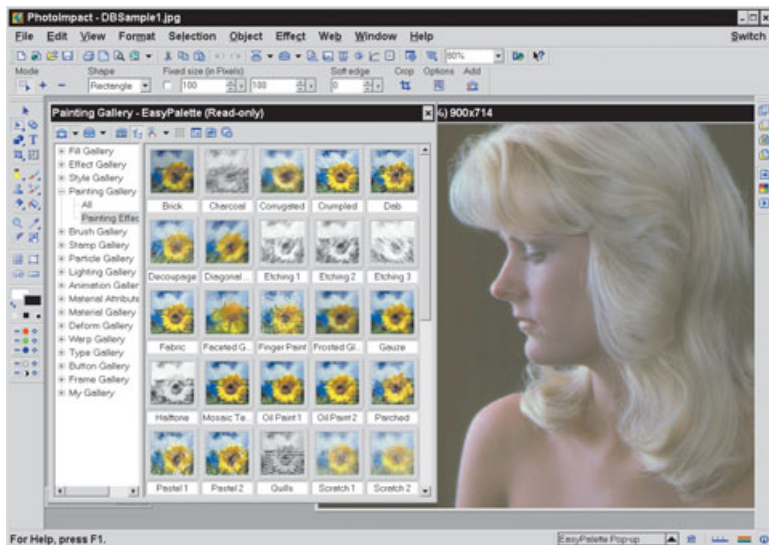 PhotoImpact - DBSample1.jpg
File Edit View Format Selection Object Effect Web Window Help Switch
60%
Mode Shape Fixed size (in Pixels) Soft edge Crop Options Add
Rectangle 100 100 0
Painting Gallery - EasyPalette (Read-only)
%) 900x714
Fill Gallery
Effect Gallery
Style Gallery
Painting Gallery
All
Painting Effec
Brush Gallery
Stamp Gallery
Particle Gallery
Lighting Gallery
Animation Galler
Material Attribute
Material Gallery
Deform Gallery
Warp Gallery
Type Gallery
Button Gallery
Frame Gallery
My Gallery
Brick Charcoal Corrugated Crumpled Dab
Decoupage Diagonal ... Etching 1 Etching 2 Etching 3
Fabric Faceted G... Finger Paint Frosted Gl... Gauze
Halftone Mosaic Te... Oil Paint 1 Oil Paint 2 Parched
Pastel 1 Pastel 2 Quills Scratch 1 Scratch 2
For Help, press F1.
EasyPalette Pop-up